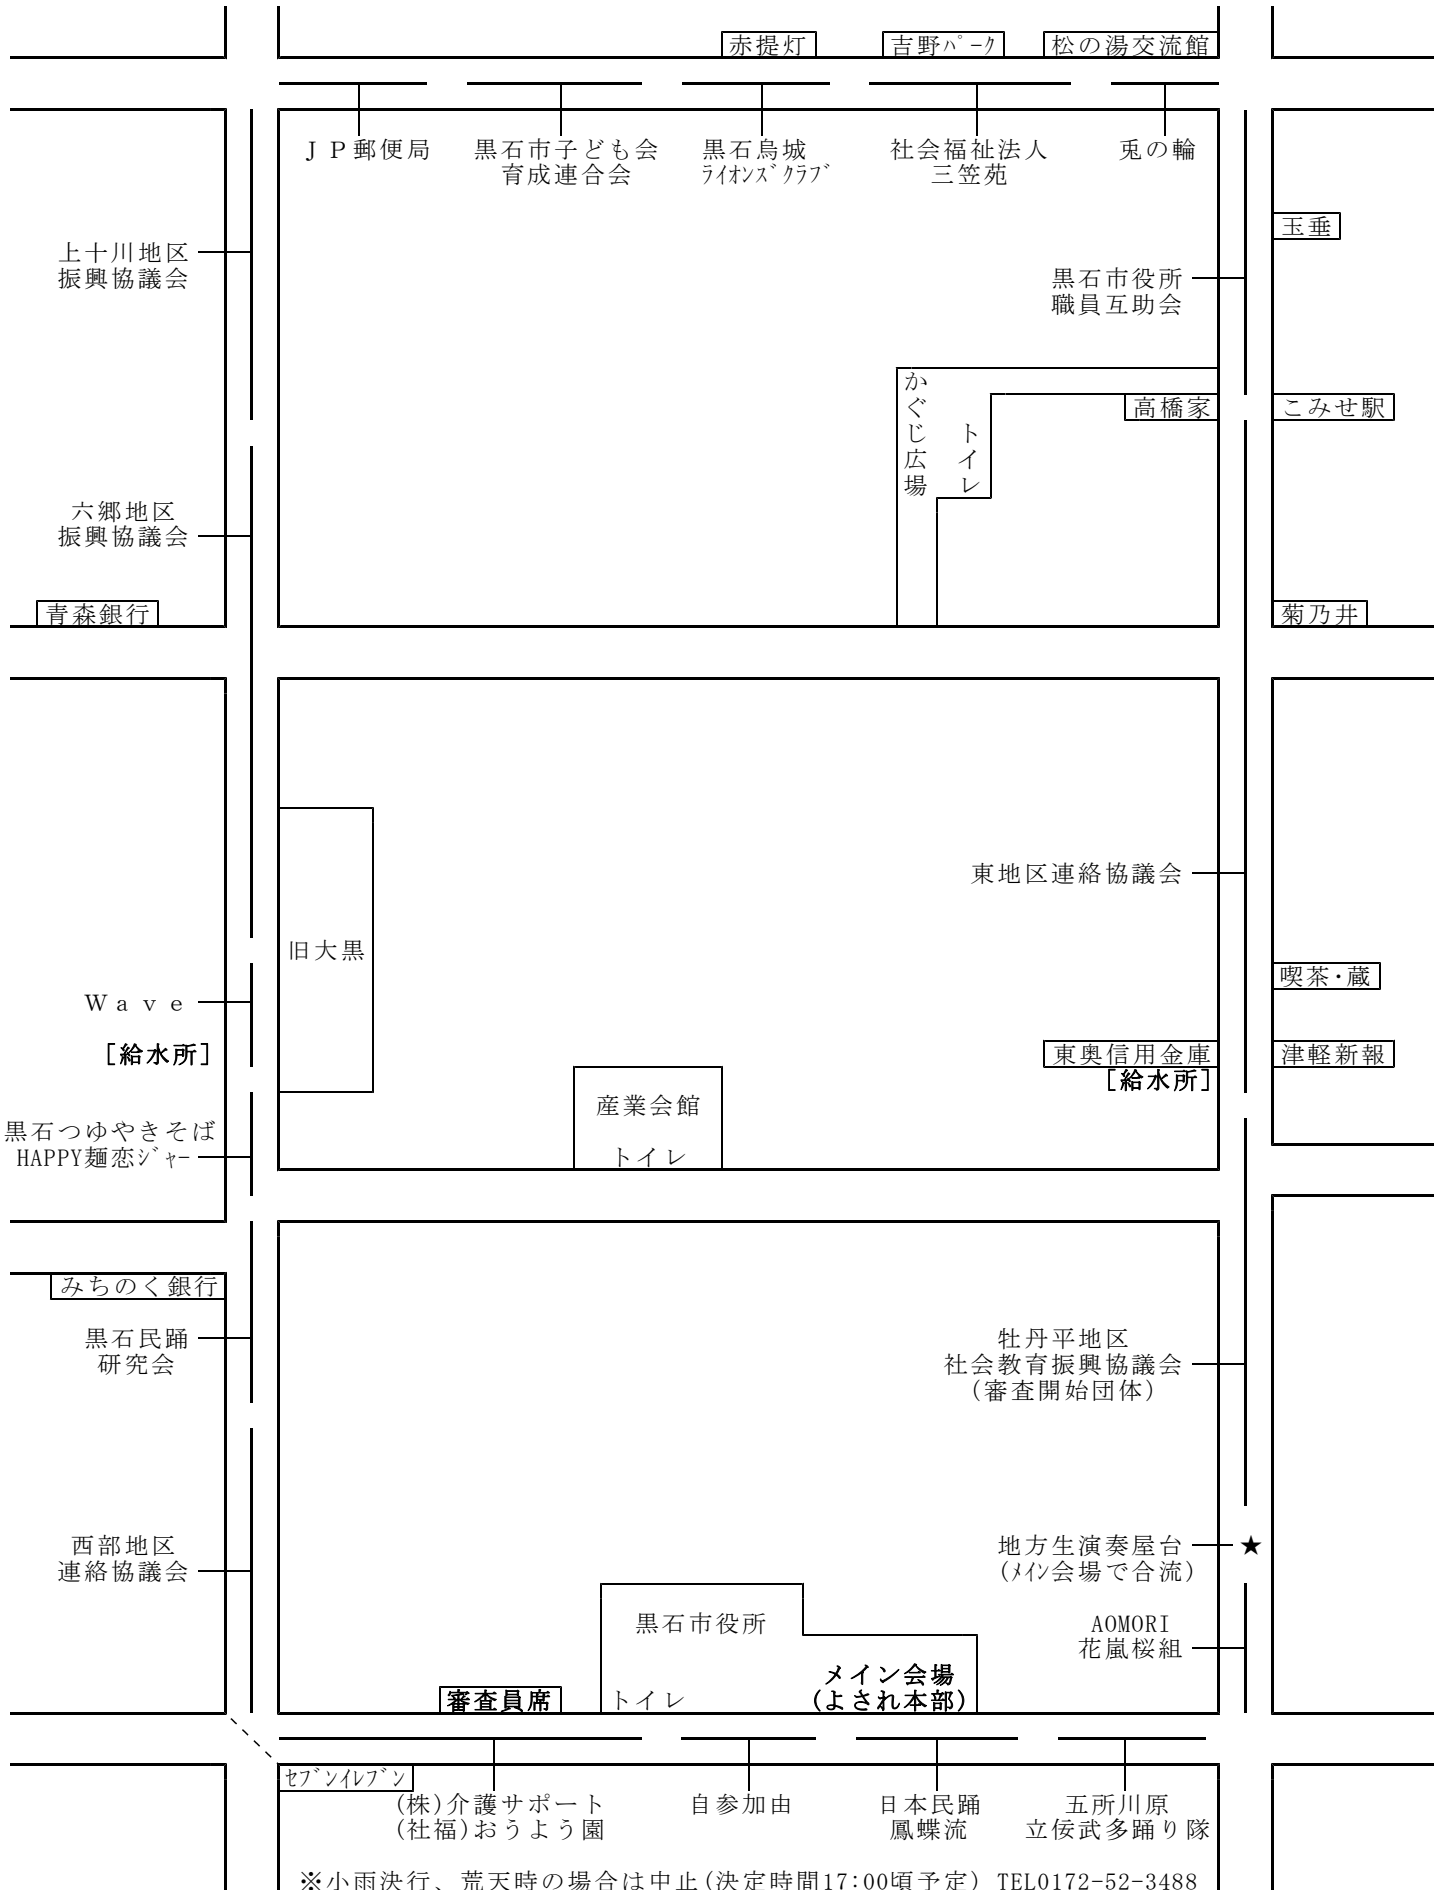 赤提灯
吉野ﾊﾟｰｸ
松の湯交流館
ＪＰ郵便局
黒石市子ども会
育成連合会
黒石烏城
ﾗｲｵﾝｽﾞｸﾗﾌﾞ
社会福祉法人
三笠苑
兎の輪
玉垂
上十川地区
振興協議会
黒石市役所
職員互助会
かぐじ広場
トイレ
高橋家
こみせ駅
六郷地区
振興協議会
青森銀行
菊乃井
旧大黒
東地区連絡協議会
喫茶・蔵
Ｗａｖｅ
［給水所］
東奥信用金庫
［給水所］
津軽新報
産業会館
トイレ
黒石つゆやきそば
HAPPY麺恋ｼﾞｬｰ
みちのく銀行
黒石民踊
研究会
牡丹平地区
社会教育振興協議会
(審査開始団体)
西部地区
連絡協議会
地方生演奏屋台
★
(ﾒｲﾝ会場で合流)
黒石市役所
AOMORI
花嵐桜組
メイン会場
(よされ本部)
審査員席
トイレ
ｾﾌﾞﾝｲﾚﾌﾞﾝ
(株)介護サポート
(社福)おうよう園
自参加由
日本民踊
鳳蝶流
五所川原
立佞武多踊り隊
※小雨決行、荒天時の場合は中止(決定時間17:00頃予定) TEL0172-52-3488